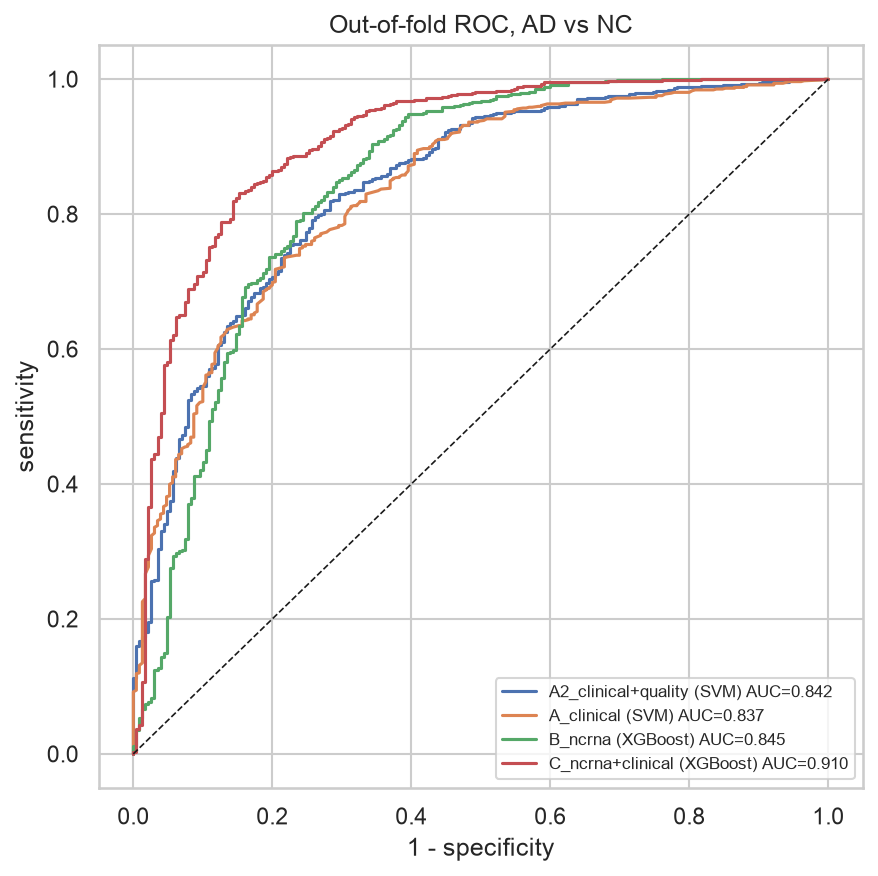 Out-of-fold ROC, AD vs NC
1.0
0.8
0.6
0.4
0.2
0.0
sensitivity
A2_clinical+quality (SVM) AUC=0.842
A_clinical (SVM) AUC=0.837
B_ncrna (XGBoost) AUC=0.845
C_ncrna+clinical (XGBoost) AUC=0.910
0.0 0.2 0.4 0.6 0.8 1.0
1 - specificity